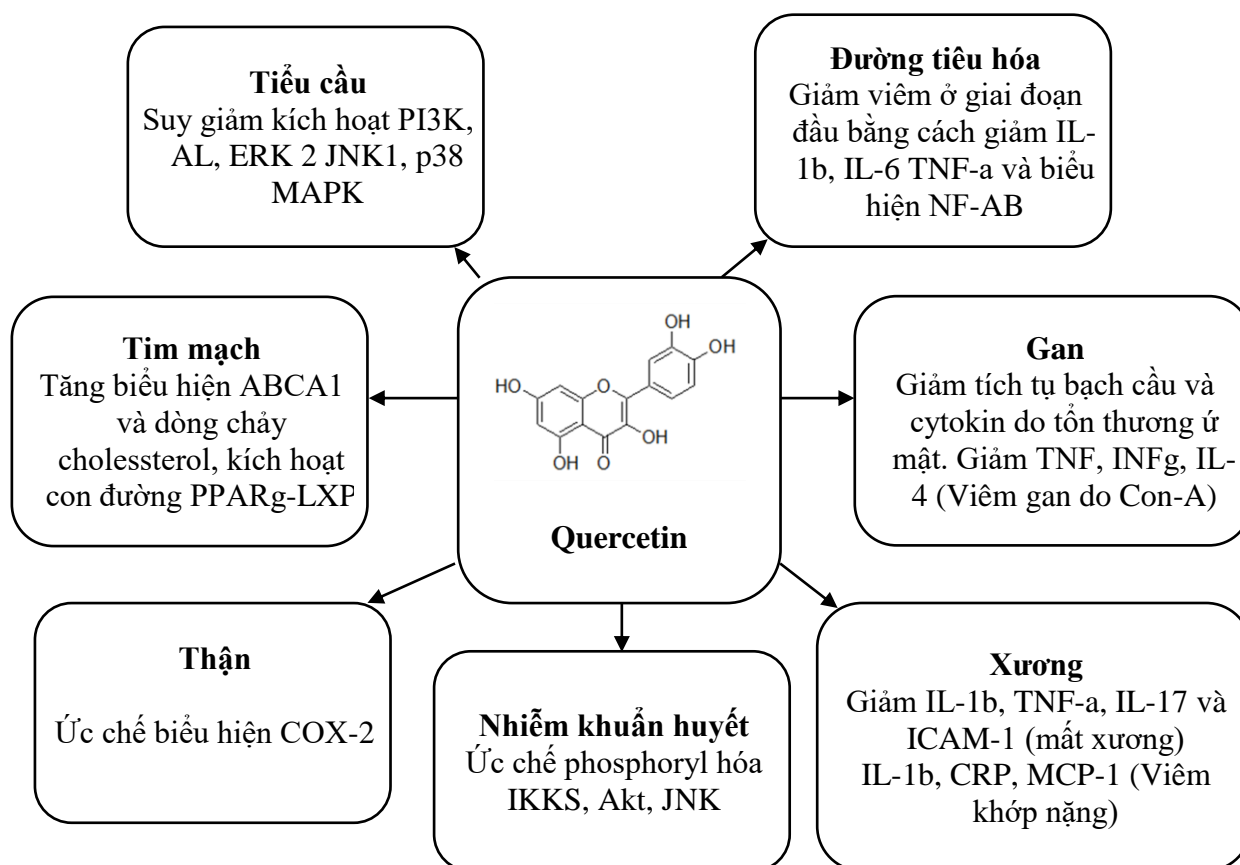 Tiểu cầu
Suy giảm kích hoạt PI3K,
AL, ERK 2 JNK1, p38
MAPK
Đường tiêu hóa
Giảm viêm ở giai đoạn
đầu bằng cách giảm IL-
1b, IL-6 TNF-a và biểu
hiện NF-AB
Tim mạch
Tăng biểu hiện ABCA1
và dòng chảy
cholessterol, kích hoạt
con đường PPARg-LXP
OH
OH
HO
O
OH
OH
O
Quercetin
Gan
Giảm tích tụ bạch cầu và
cytokin do tổn thương ứ
mật. Giảm TNF, INFg, IL-
4 (Viêm gan do Con-A)
Thận
Ức chế biểu hiện COX-2
Nhiễm khuẩn huyết
Ức chế phosphoryl hóa
IKKS, Akt, JNK
Xương
Giảm IL-1b, TNF-a, IL-17 và
ICAM-1 (mất xương)
IL-1b, CRP, MCP-1 (Viêm
khớp nặng)